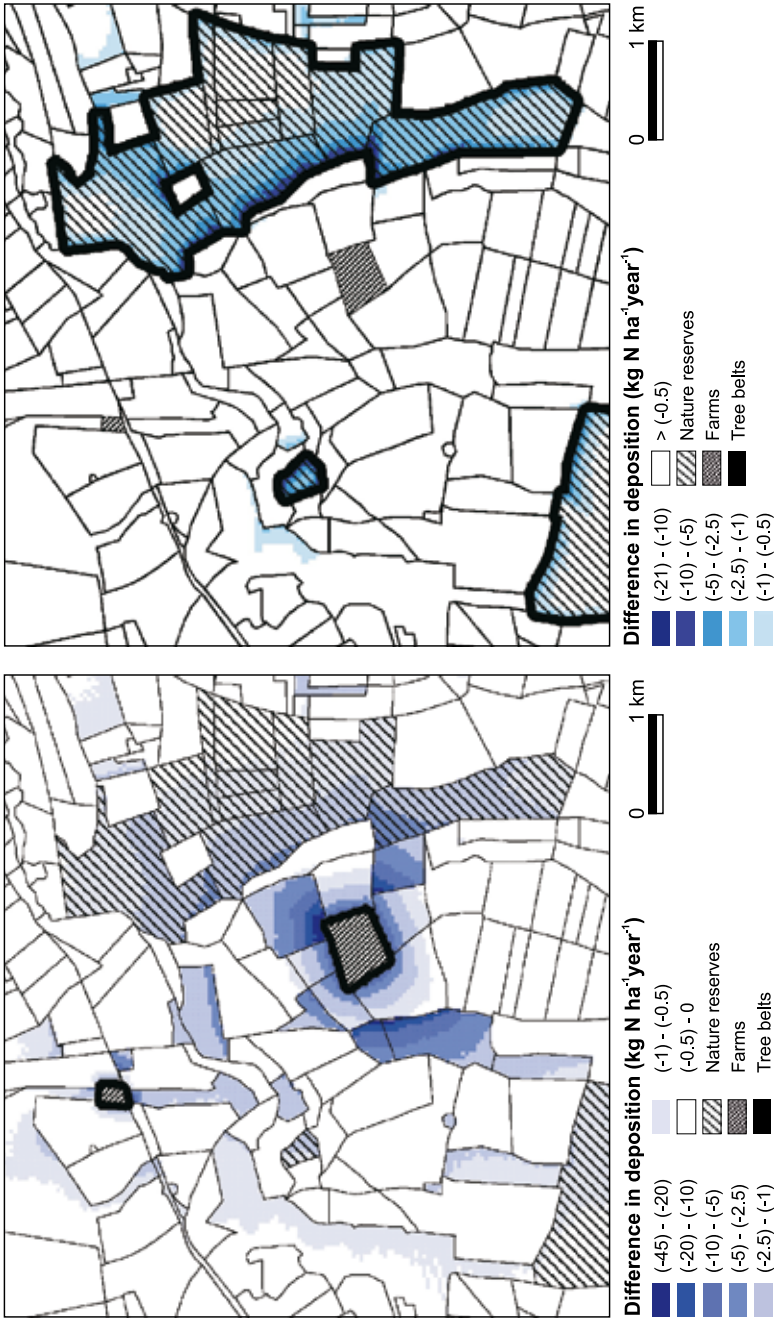 0 1 km
Difference in deposition (kg N ha⁻¹year⁻¹)
(-45) - (-20)
(-20) - (-10)
(-10) - (-5)
(-5) - (-2.5)
(-2.5) - (-1)
(-1) - (-0.5)
(-0.5) - 0
Nature reserves
Farms
Tree belts
0 1 km
Difference in deposition (kg N ha⁻¹year⁻¹)
(-21) - (-10)
(-10) - (-5)
(-5) - (-2.5)
(-2.5) - (-1)
(-1) - (-0.5)
> (-0.5)
Nature reserves
Farms
Tree belts